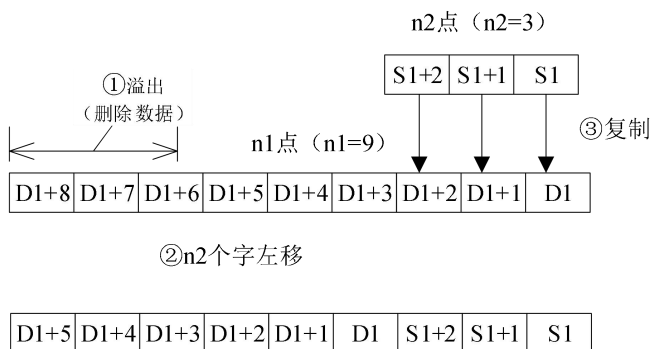 n2点（n2=3）
S1+2 S1+1 S1
①溢出
（删除数据）
③复制
n1点（n1=9）
D1+8 D1+7 D1+6 D1+5 D1+4 D1+3 D1+2 D1+1 D1
②n2个字左移
D1+5 D1+4 D1+3 D1+2 D1+1 D1 S1+2 S1+1 S1